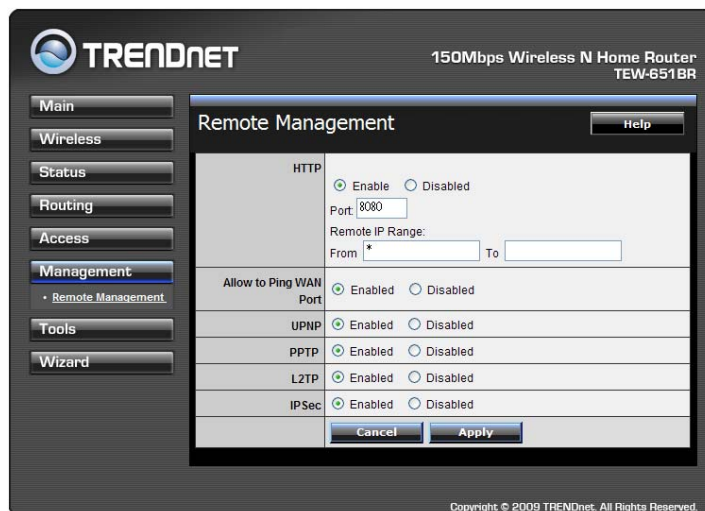 TRENDNET
150Mbps Wireless N Home Router
TEW-651BR
Main
Wireless
Status
Routing
Access
Management
• Remote Management
Tools
Wizard
Remote Management
Help
HTTP
Enable Disabled
Port: 8080
Remote IP Range:
From * To
Allow to Ping WAN
Port
Enabled Disabled
UPNP Enabled Disabled
PPTP Enabled Disabled
L2TP Enabled Disabled
IPSec Enabled Disabled
Cancel Apply
Copyright © 2009 TRENDnet. All Rights Reserved.